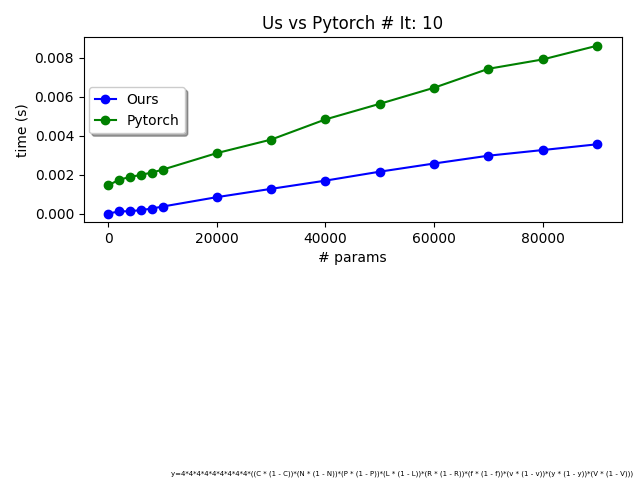 Us vs Pytorch # It: 10
0.008
0.006
0.004
0.002
0.000
time (s)
Ours
Pytorch
0
20000
40000
60000
80000
# params
y=4*4*4*4*4*4*4*4*4*((C * (1 - C))*(N * (1 - N))*(P * (1 - P))*(L * (1 - L))*(R * (1 - R))*(f * (1 - f))*(v * (1 - v))*(y * (1 - y))*(V * (1 - V)))